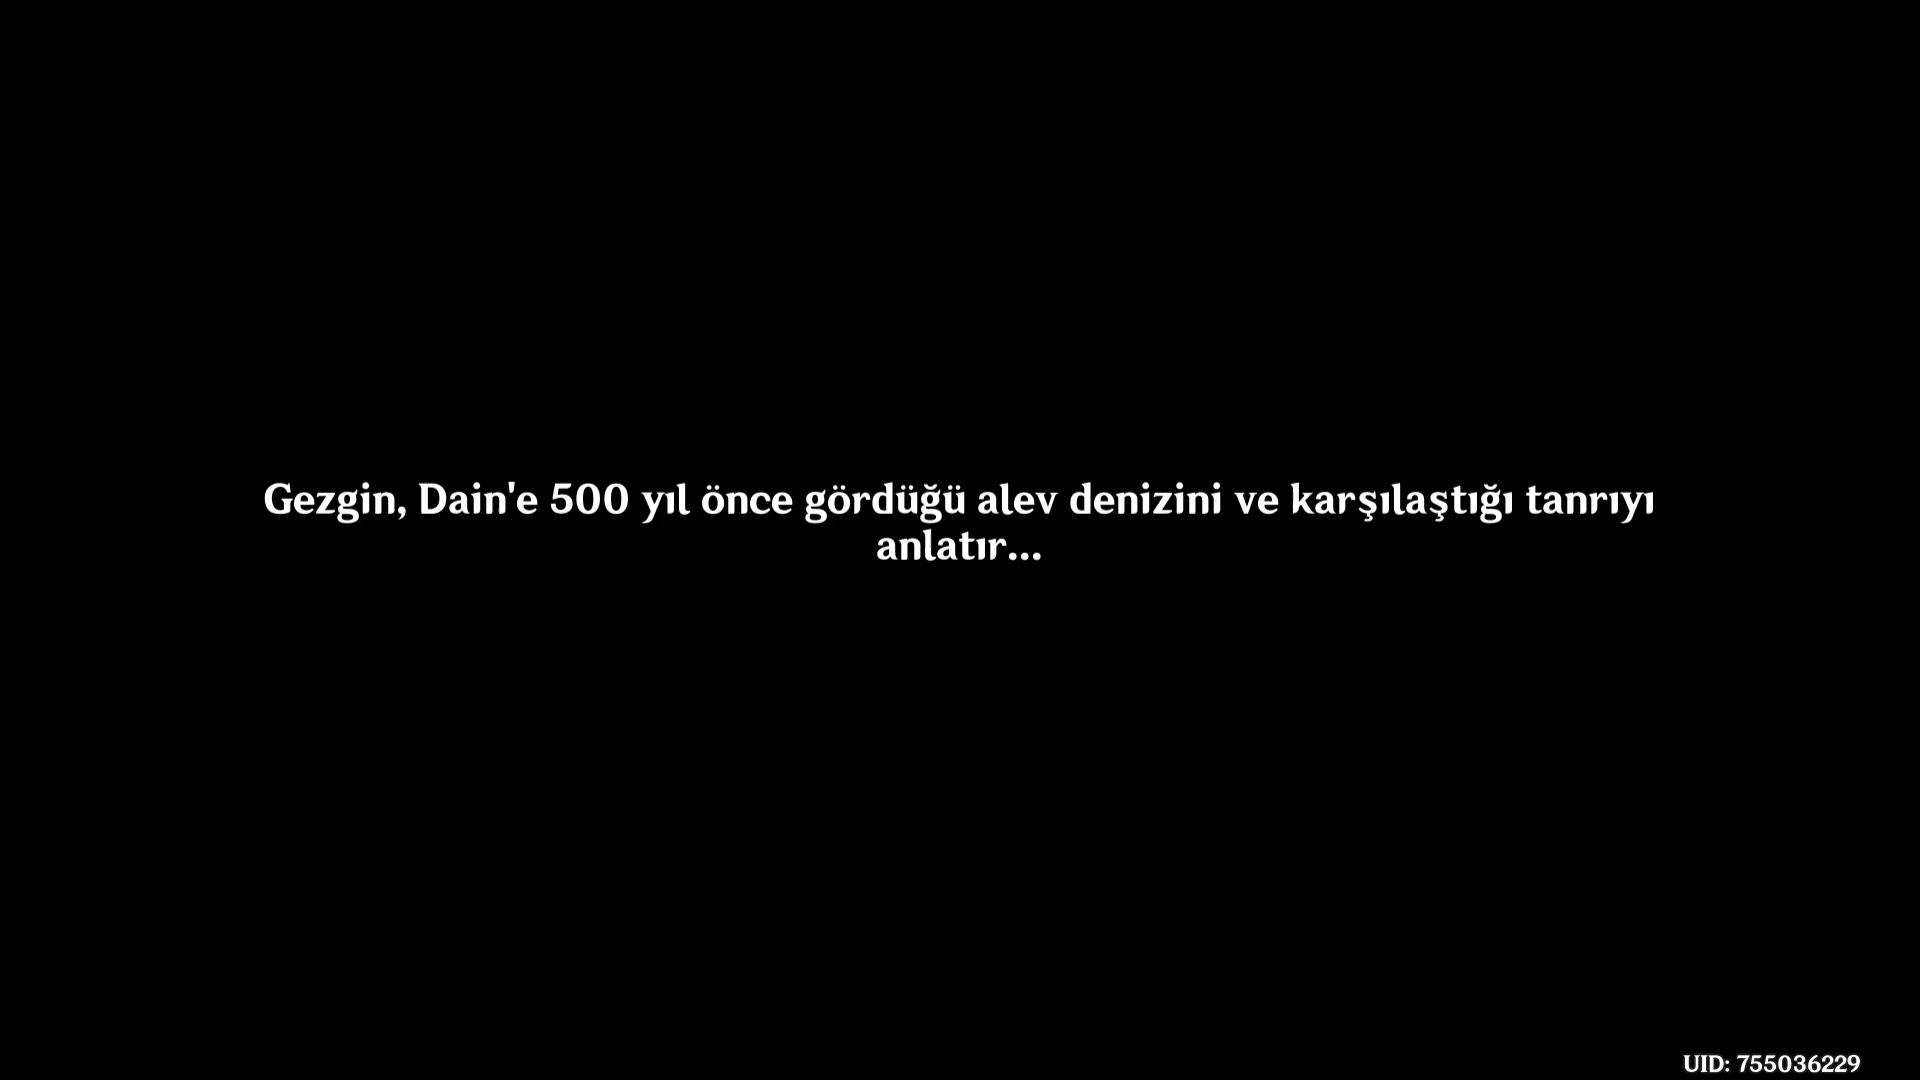 Gezgin, Dain'e 500 yıl önce gördüğü alev denizini ve karşılaştığı tanrıyı
anlatır...
UID: 755036229